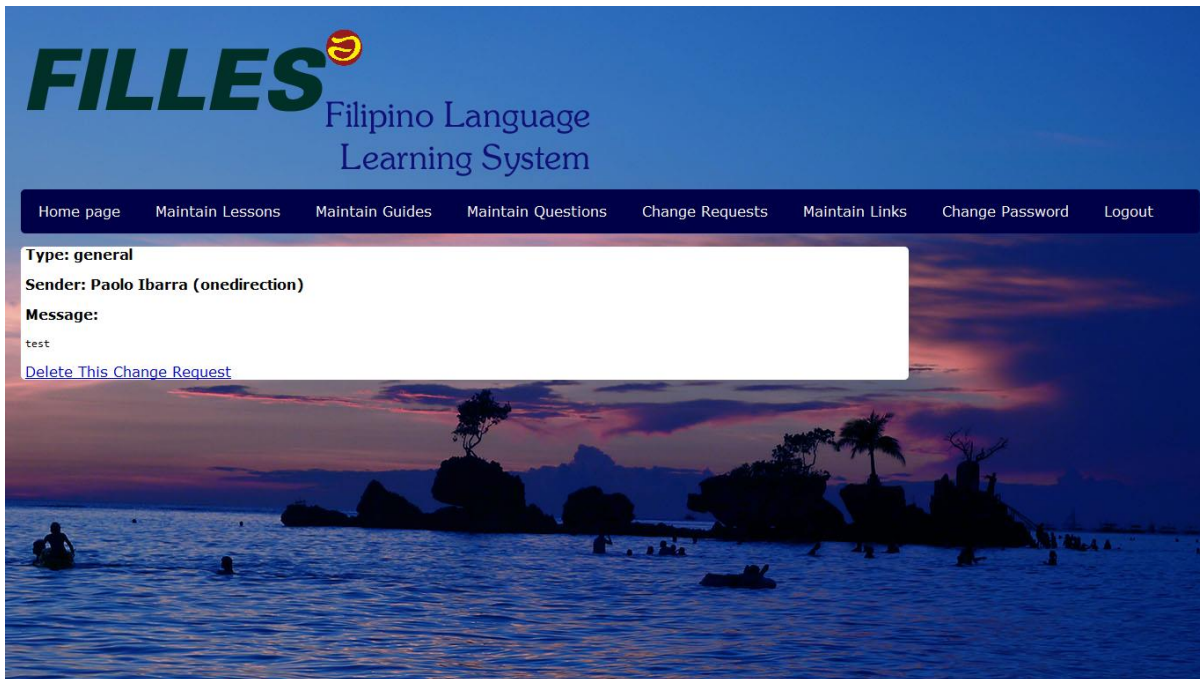 FILLES
Filipino Language
Learning System
Home page Maintain Lessons Maintain Guides Maintain Questions Change Requests Maintain Links Change Password Logout
Type: general
Sender: Paolo Ibarra (onedirection)
Message:
test
Delete This Change Request